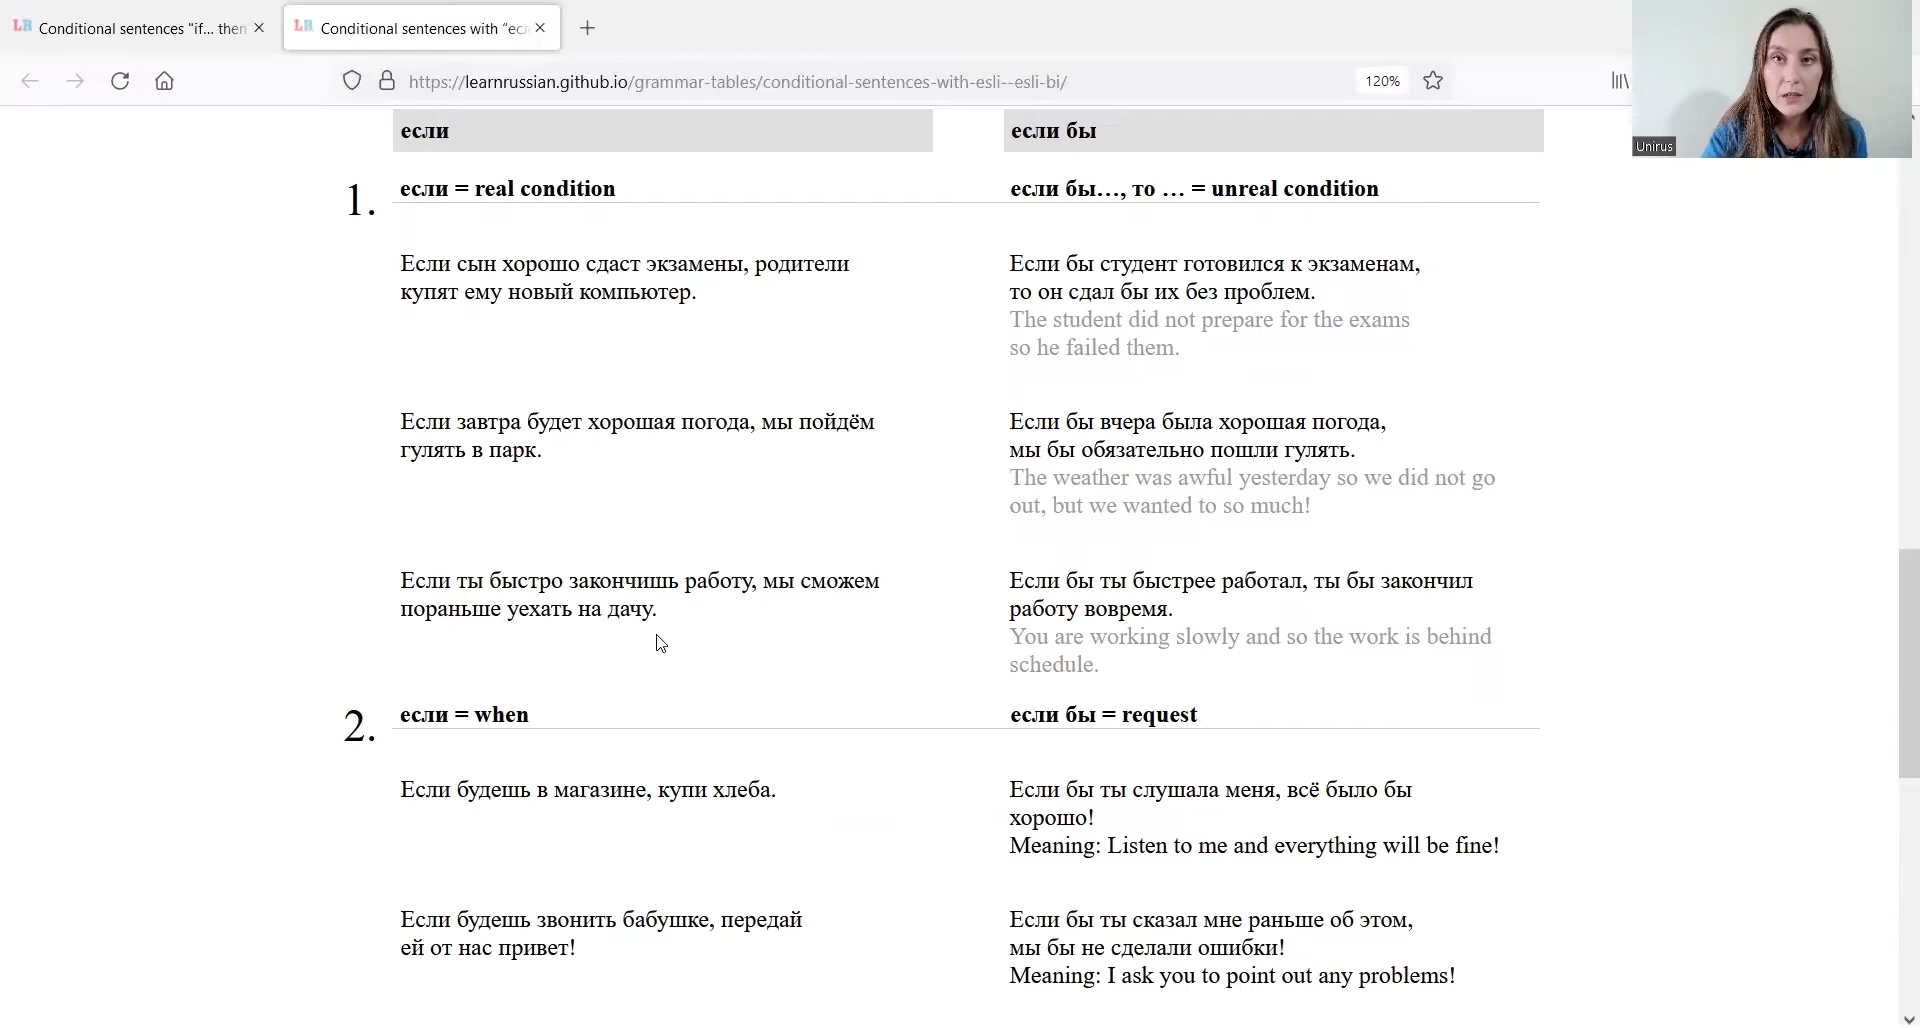 Conditional sentences "if... then
Conditional sentences with "есл
https://learnrussian.github.io/grammar-tables/conditional-sentences-with-esli--esli-bi/
120%
Unirus
если
если бы
1.
если = real condition
если бы…, то … = unreal condition
Если сын хорошо сдаст экзамены, родители
купят ему новый компьютер.
Если бы студент готовился к экзаменам,
то он сдал бы их без проблем.
The student did not prepare for the exams
so he failed them.
Если завтра будет хорошая погода, мы пойдём
гулять в парк.
Если бы вчера была хорошая погода,
мы бы обязательно пошли гулять.
The weather was awful yesterday so we did not go
out, but we wanted to so much!
Если ты быстро закончишь работу, мы сможем
пораньше уехать на дачу.
Если бы ты быстрее работал, ты бы закончил
работу вовремя.
You are working slowly and so the work is behind
schedule.
2.
если = when
если бы = request
Если будешь в магазине, купи хлеба.
Если бы ты слушала меня, всё было бы
хорошо!
Meaning: Listen to me and everything will be fine!
Если будешь звонить бабушке, передай
ей от нас привет!
Если бы ты сказал мне раньше об этом,
мы бы не сделали ошибки!
Meaning: I ask you to point out any problems!